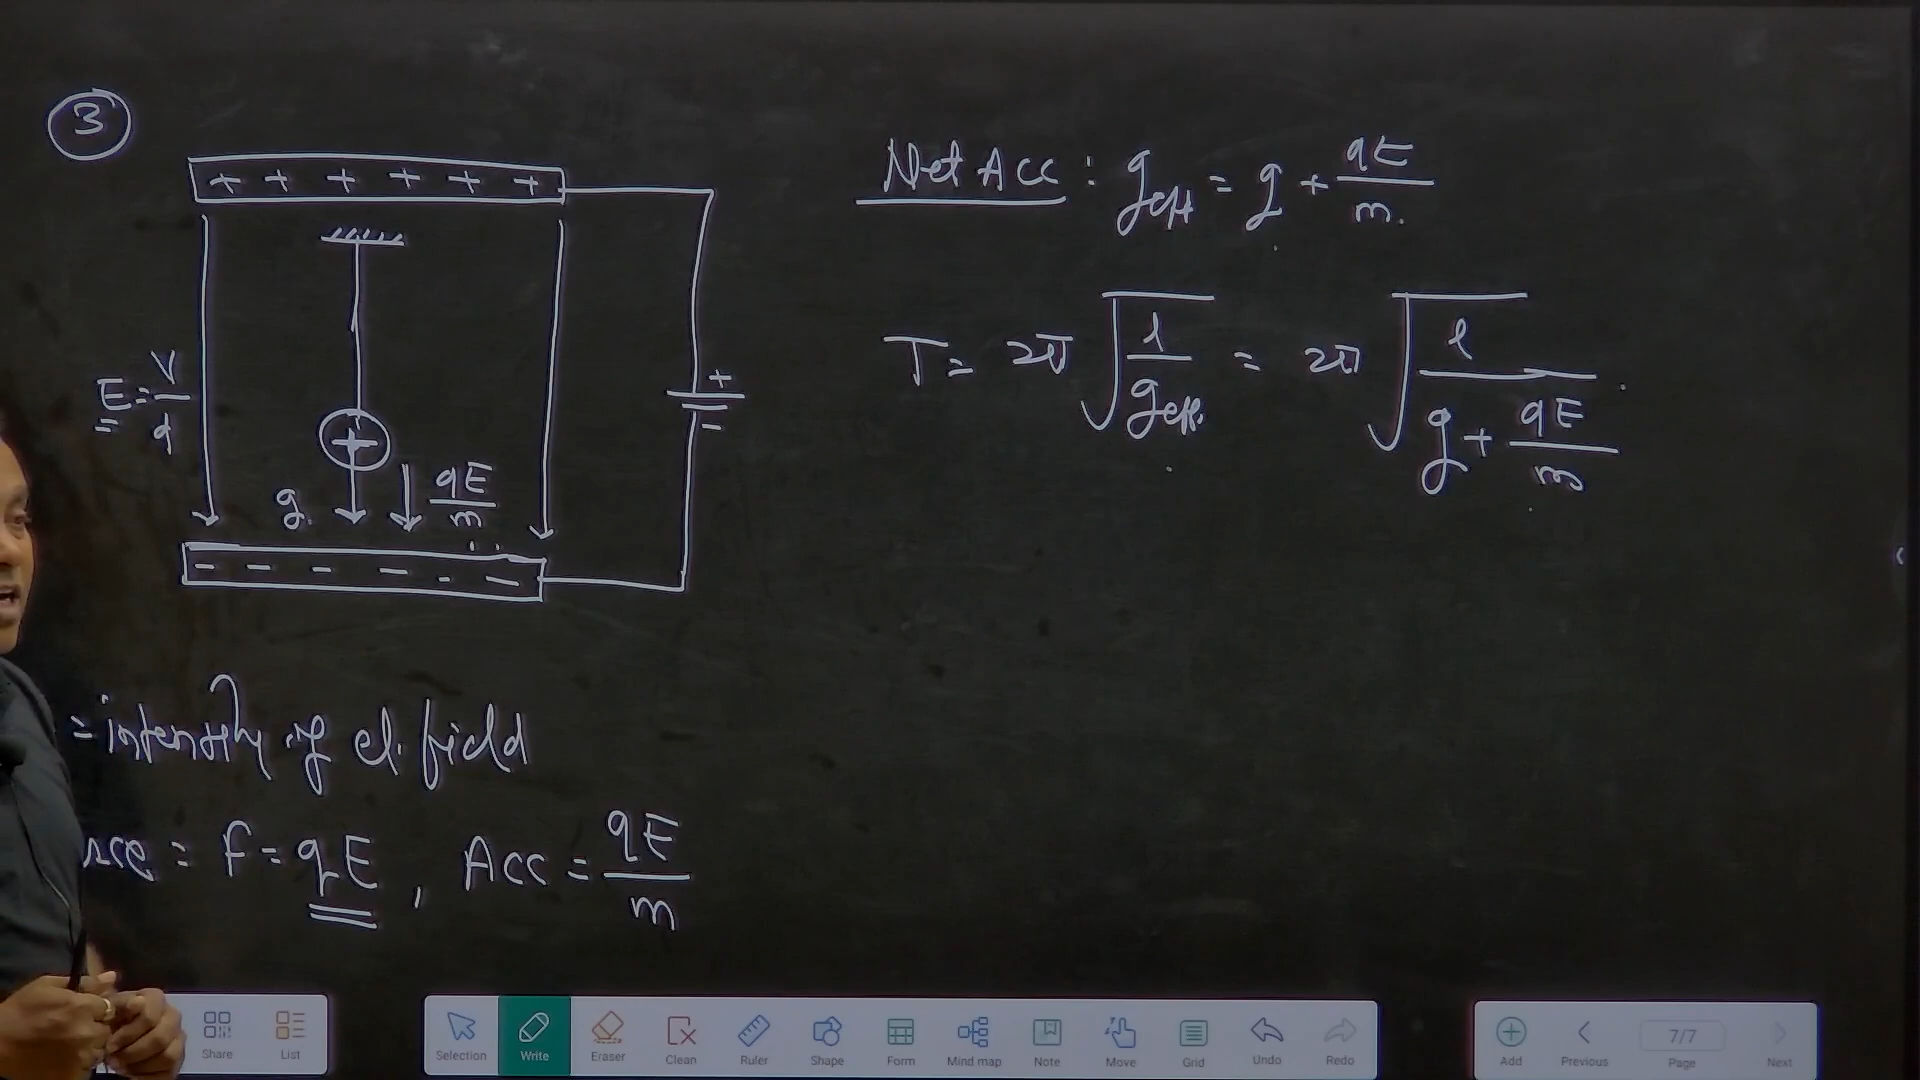 3
+ + + + + +
E = V/d
g
qE/m
+
- - - - - -
Net Acc : g_eff = g + qE/m
T = 2π √(l/g_eff) = 2π √(l/(g + qE/m))
= intensity of el. field
= F = qE , Acc = qE/m
Share List
Selection Write Eraser Clean Ruler Shape Form Mind map Note Move Grid Undo Redo
Add Previous 7/7 Page Next